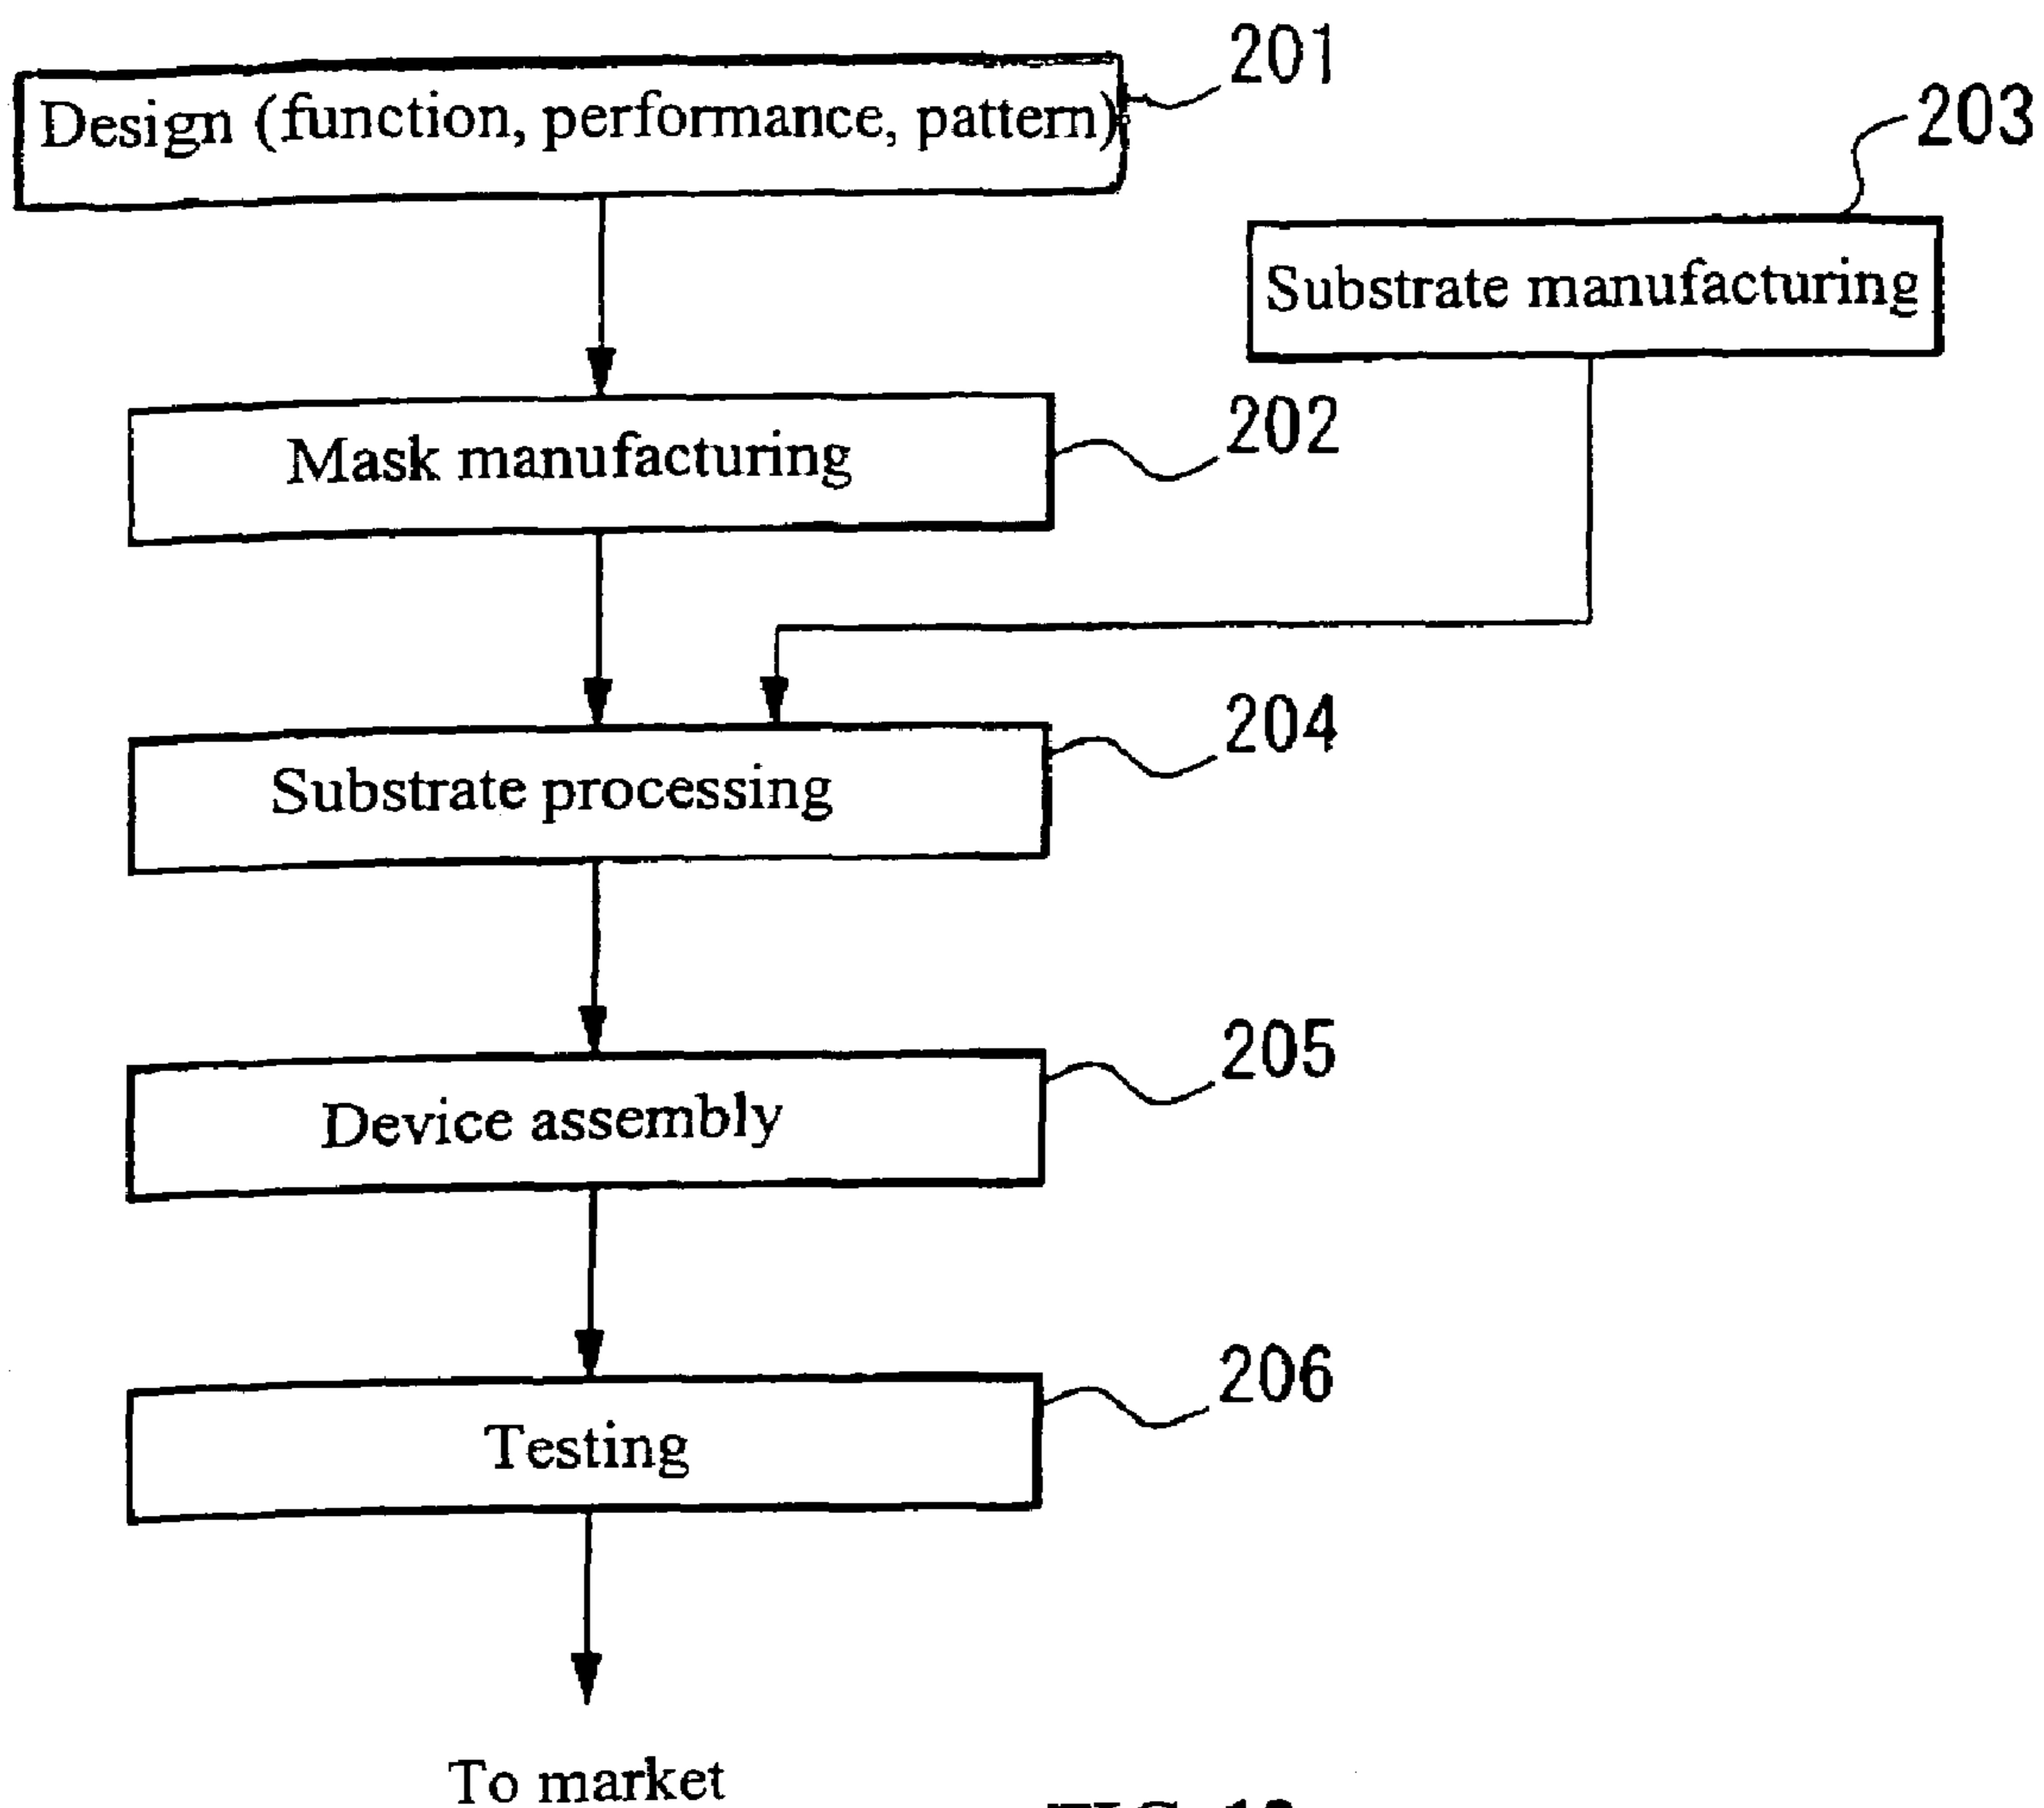 201
Design (function, performance, pattern)
203
Substrate manufacturing
202
Mask manufacturing
204
Substrate processing
205
Device assembly
206
Testing
To market